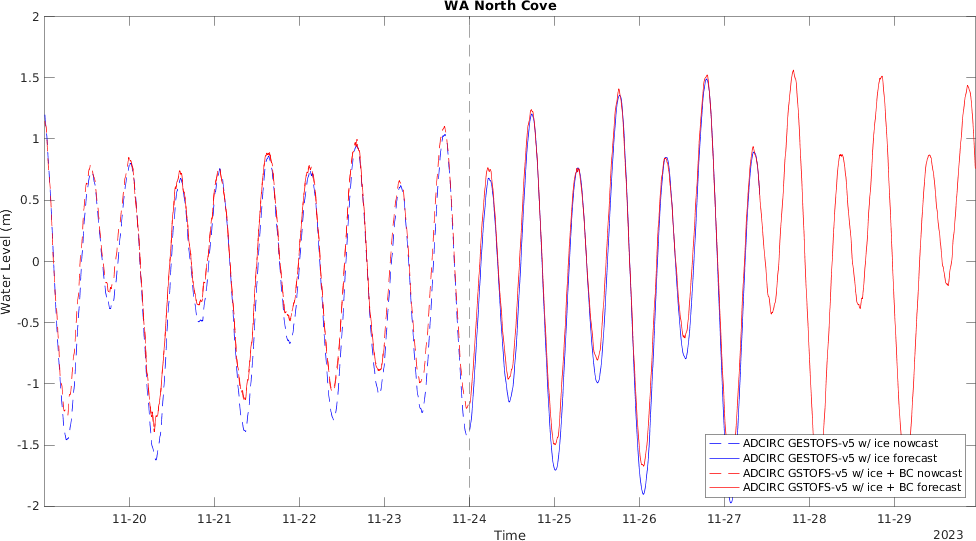 WA North Cove
2
1.5
1
0.5
0
-0.5
-1
-1.5
-2
Water Level (m)
11-20 11-21 11-22 11-23 11-24 11-25 11-26 11-27 11-28 11-29
Time
2023
ADCIRC GESTOFS-v5 w/ ice nowcast
ADCIRC GESTOFS-v5 w/ ice forecast
ADCIRC GSTOFS-v5 w/ ice + BC nowcast
ADCIRC GSTOFS-v5 w/ ice + BC forecast